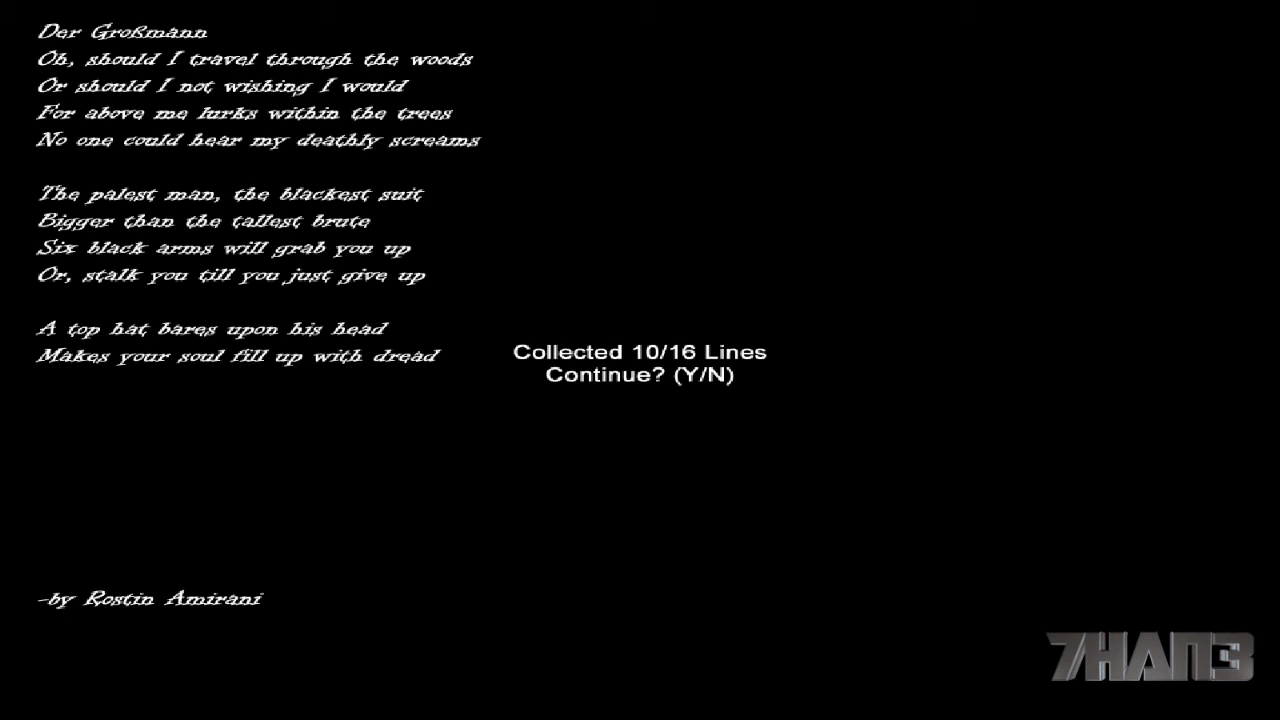 Der Großmann
Oh, should I travel through the woods
Or should I not wishing I would
For above me lurks within the trees
No one could hear my deathly screams
The palest man, the blackest suit
Bigger than the tallest brute
Six black arms will grab you up
Or, stalk you till you just give up
A top hat bares upon his head
Makes your soul fill up with dread
Collected 10/16 Lines
Continue? (Y/N)
-by Rostin Amirani
7HAП3